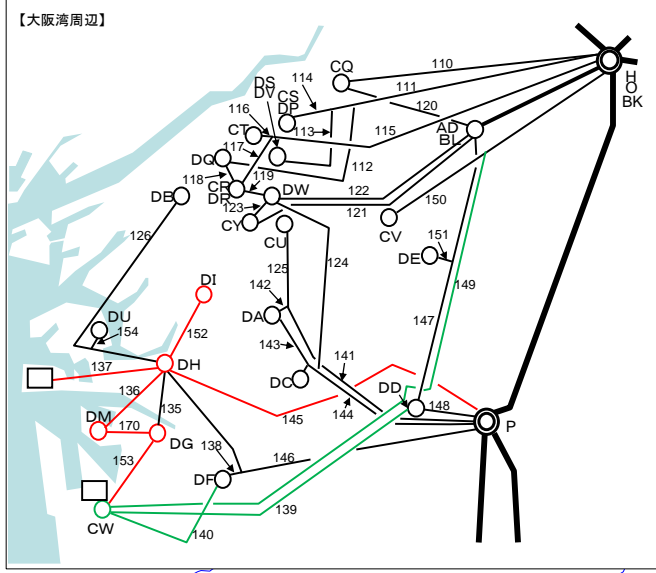 【大阪湾周辺】
110
CQ
H
O
BK
DS
DV
114
CS
DP
111
116
120
CT
113
115
AD
BL
117
DQ
112
118
119
CR
DR
DW
122
DB
123
121
150
CY
CV
CU
126
124
151
DE
125
149
DI
142
DA
147
DU
154
152
143
141
137
DH
DC
DD
136
144
148
135
145
P
DM
170
DG
138
153
146
DF
139
CW
140